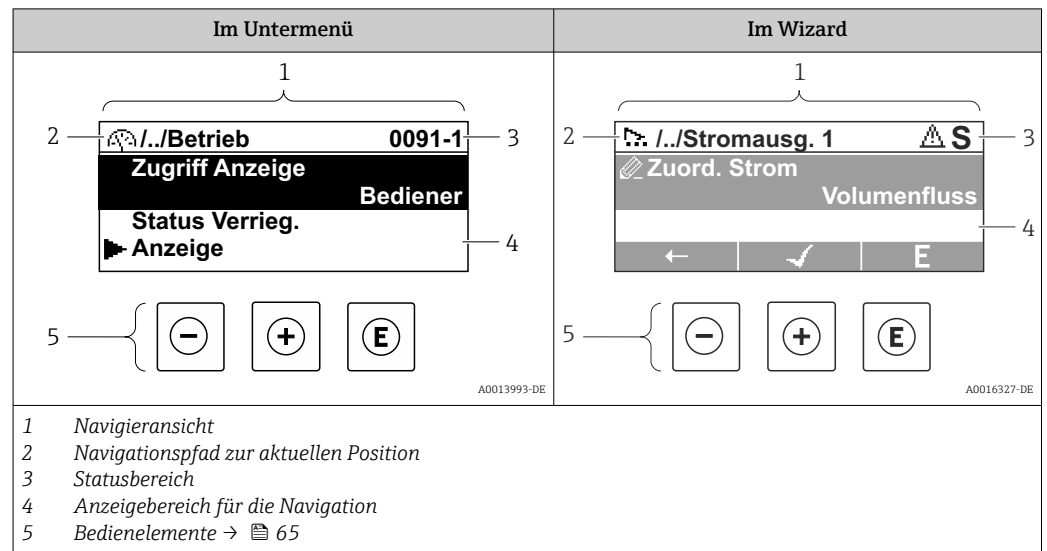 Im Untermenü
Im Wizard
1
2
/../Betrieb 0091-1
3
Zugriff Anzeige
Bediener
Status Verrieg.
Anzeige
4
5
- + E
A0013993-DE
1
2
/../Stromausg. 1 S
3
Zuord. Strom
Volumenfluss
4
E
5
- + E
A0016327-DE
1 Navigieransicht
2 Navigationspfad zur aktuellen Position
3 Statusbereich
4 Anzeigebereich für die Navigation
5 Bedienelemente → 65